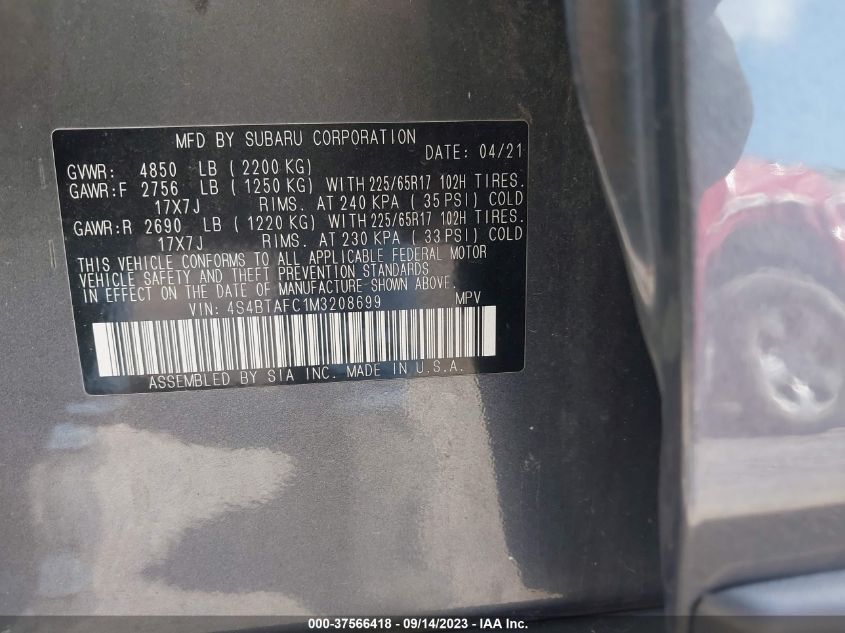 MFD BY SUBARU CORPORATION
GVWR: 4850 LB ( 2200 KG) DATE: 04/21
GAWR:F 2756 LB ( 1250 KG) WITH 225/65R17 102H TIRES.
17X7J RIMS. AT 240 KPA ( 35 PSI) COLD
GAWR:R 2690 LB ( 1220 KG) WITH 225/65R17 102H TIRES.
17X7J RIMS. AT 230 KPA ( 33 PSI) COLD
THIS VEHICLE CONFORMS TO ALL APPLICABLE FEDERAL MOTOR
VEHICLE SAFETY AND THEFT PREVENTION STANDARDS
IN EFFECT ON THE DATE OF MANUFACTURE-SHOWN ABOVE.
VIN: 4S4BTAFC1M3208699 MPV
ASSEMBLED BY SIA INC. MADE IN U.S.A.
000-37566418 - 09/14/2023 - IAA Inc.